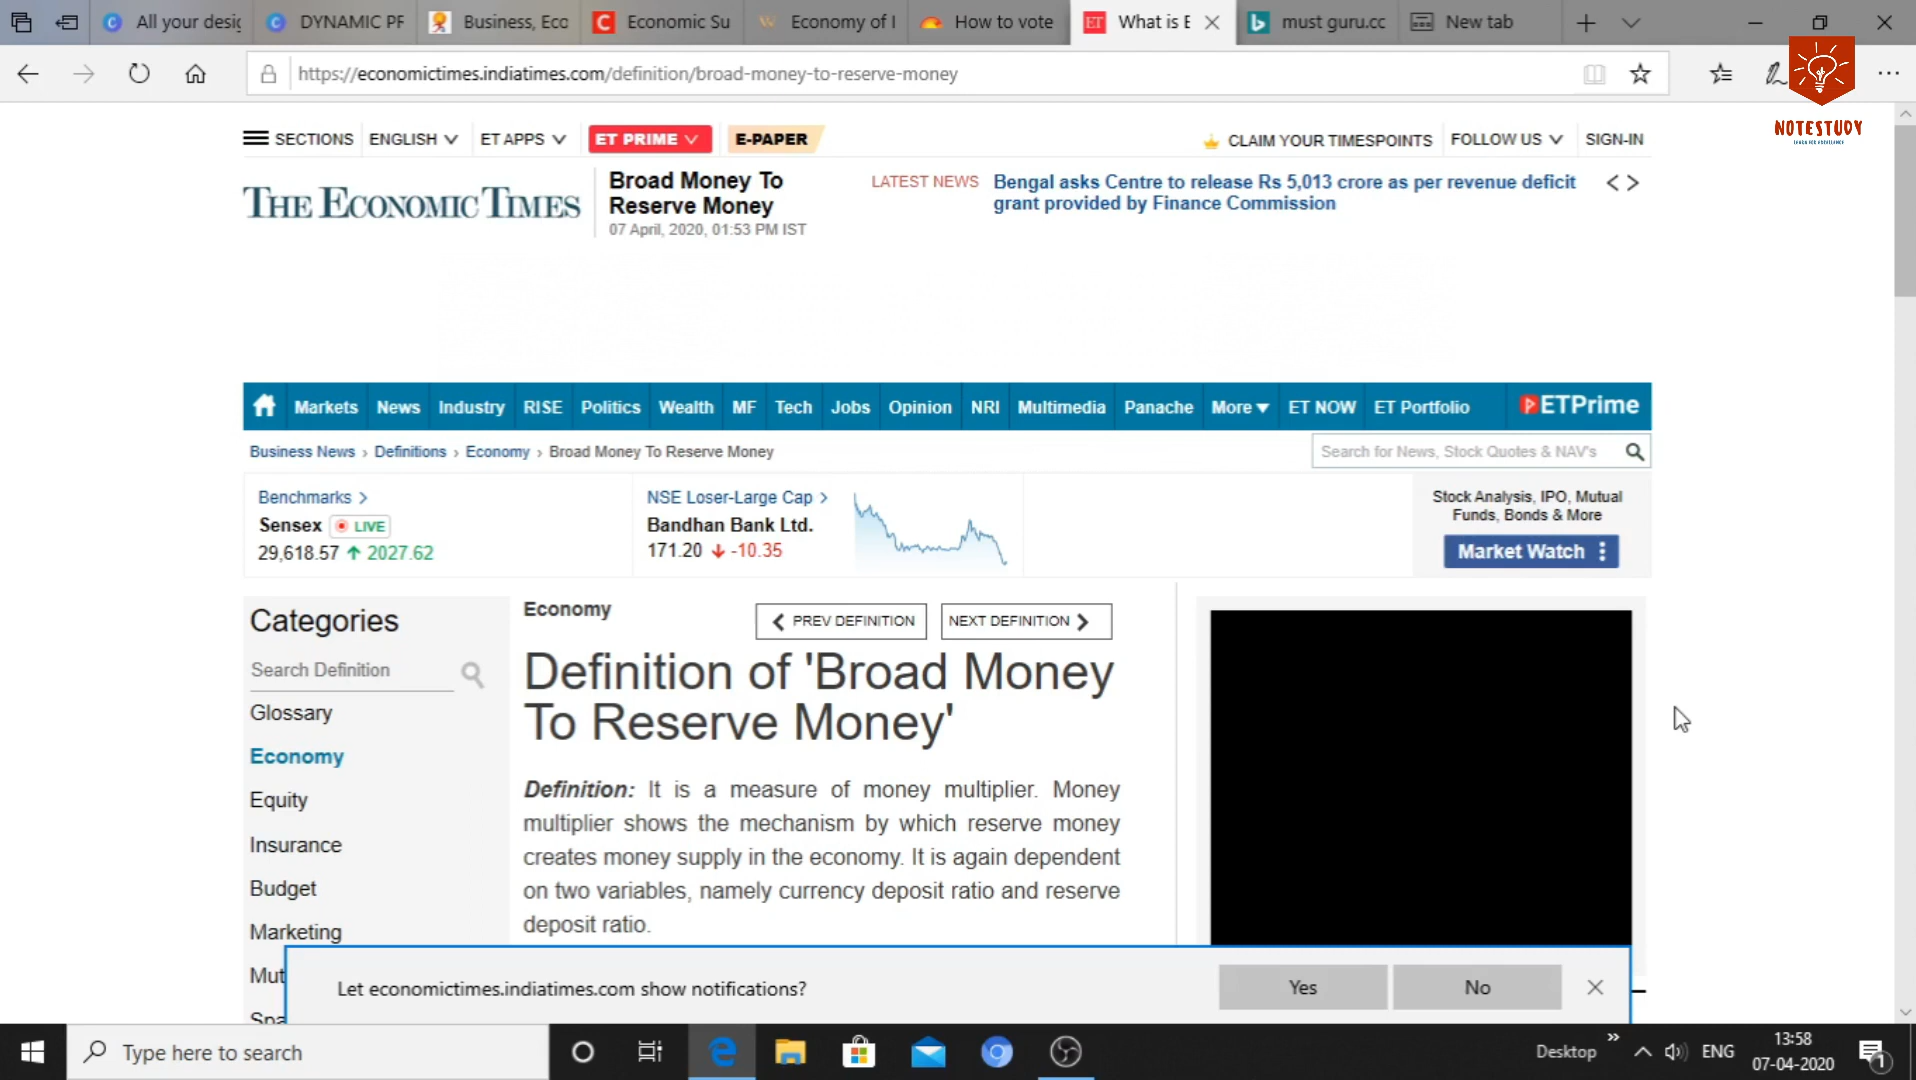 All your desig
DYNAMIC PF
Business, Eco
Economic Su
Economy of I
How to vote
What is E
must guru.cc
New tab
https://economictimes.indiatimes.com/definition/broad-money-to-reserve-money
NOTESTUDY
SECTIONS
ENGLISH
ET APPS
ET PRIME
E-PAPER
CLAIM YOUR TIMESPOINTS
FOLLOW US
SIGN-IN
THE ECONOMIC TIMES
Broad Money To
Reserve Money
07 April, 2020, 01:53 PM IST
LATEST NEWS
Bengal asks Centre to release Rs 5,013 crore as per revenue deficit
grant provided by Finance Commission
Markets News Industry RISE Politics Wealth MF Tech Jobs Opinion NRI Multimedia Panache More ET NOW ET Portfolio ETPrime
Business News › Definitions › Economy › Broad Money To Reserve Money
Search for News, Stock Quotes & NAV's
Benchmarks >
Sensex LIVE
29,618.57 ↑ 2027.62
NSE Loser-Large Cap >
Bandhan Bank Ltd.
171.20 ↓ -10.35
Stock Analysis, IPO, Mutual
Funds, Bonds & More
Market Watch
Categories
Search Definition
Glossary
Economy
Equity
Insurance
Budget
Marketing
Mut
Spa
Economy
PREV DEFINITION
NEXT DEFINITION
Definition of 'Broad Money
To Reserve Money'
Definition: It is a measure of money multiplier. Money
multiplier shows the mechanism by which reserve money
creates money supply in the economy. It is again dependent
on two variables, namely currency deposit ratio and reserve
deposit ratio.
Let economictimes.indiatimes.com show notifications?
Yes
No
Type here to search
Desktop
ENG
13:58
07-04-2020
1